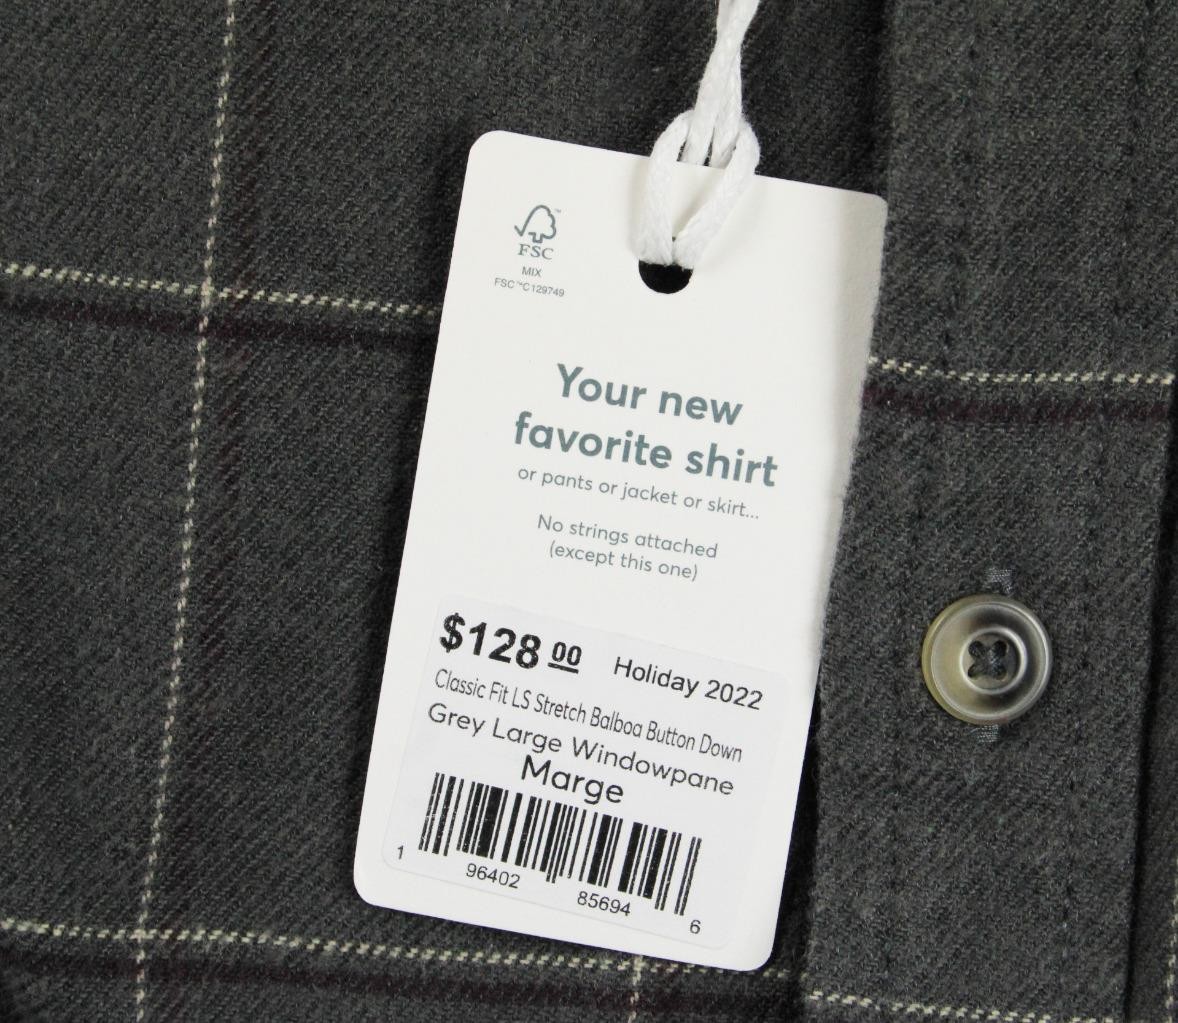 FSC™
MIX
FSC™C129749
Your new
favorite shirt
or pants or jacket or skirt...
No strings attached
(except this one)
$128 00 Holiday 2022
Classic Fit LS Stretch Balboa Button Down
Grey Large Windowpane
Marge
1 96402 85694 6